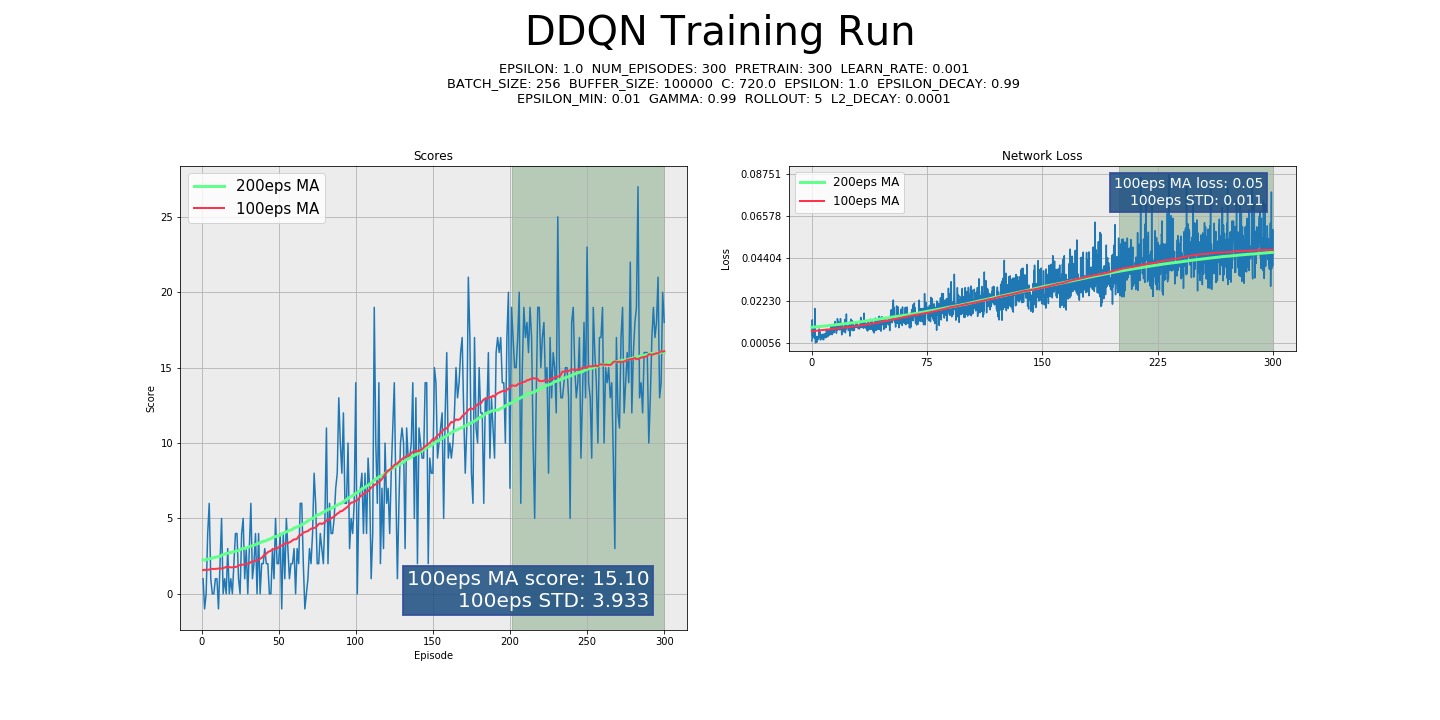 DDQN Training Run
EPSILON: 1.0  NUM_EPISODES: 300  PRETRAIN: 300  LEARN_RATE: 0.001
BATCH_SIZE: 256  BUFFER_SIZE: 100000  C: 720.0  EPSILON: 1.0  EPSILON_DECAY: 0.99
EPSILON_MIN: 0.01  GAMMA: 0.99  ROLLOUT: 5  L2_DECAY: 0.0001
Scores
200eps MA
100eps MA
25
20
15
10
5
0
Score
100eps MA score: 15.10
100eps STD: 3.933
0 50 100 150 200 250 300
Episode
Network Loss
200eps MA
100eps MA
100eps MA loss: 0.05
100eps STD: 0.011
0.08751
0.06578
0.04404
0.02230
0.00056
Loss
0 75 150 225 300